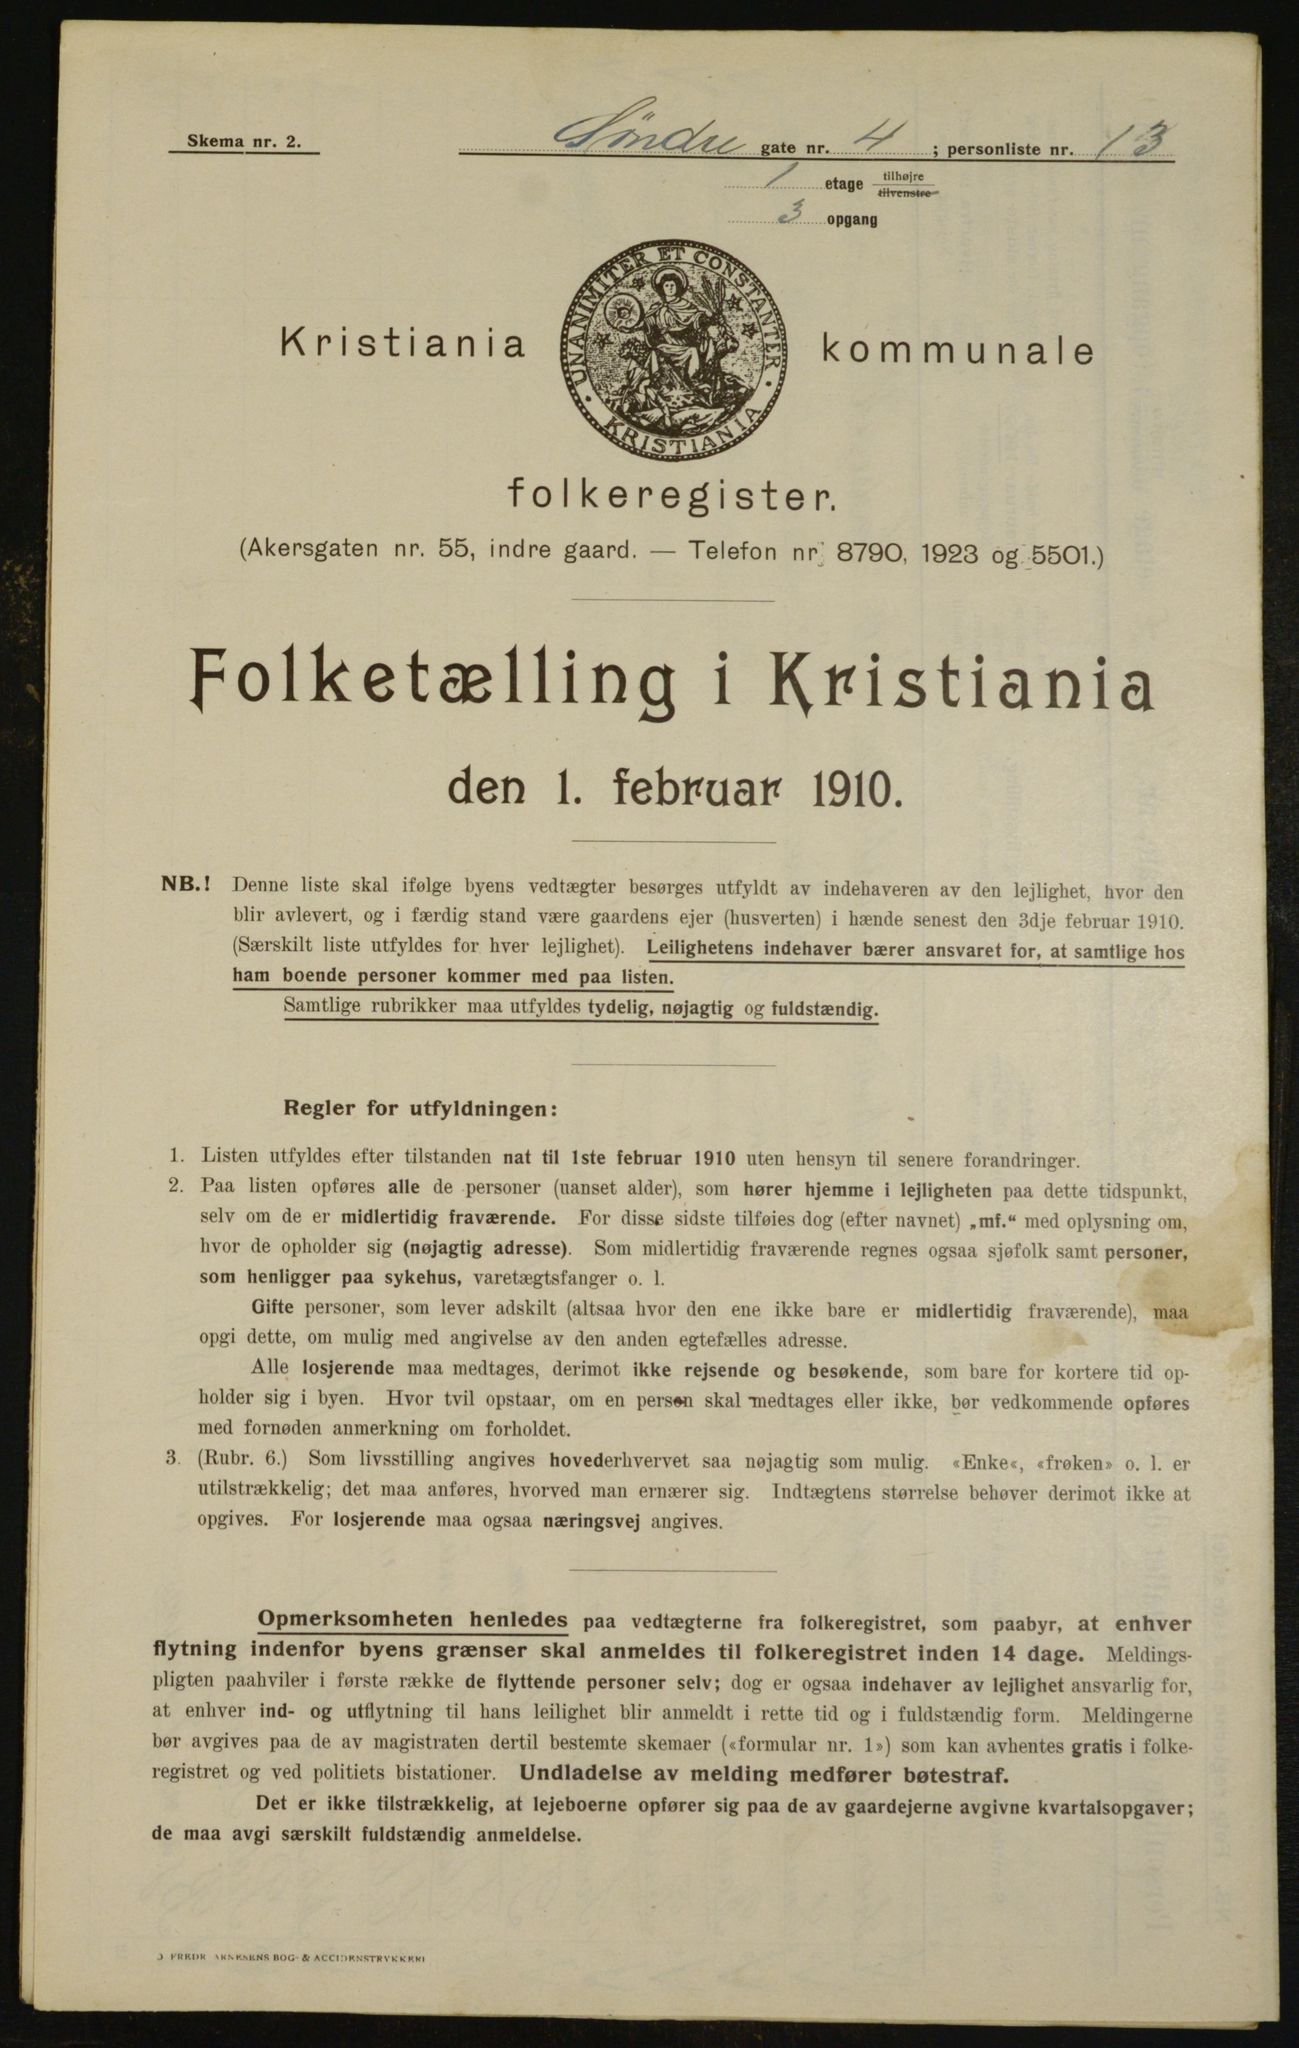 Skema nr. 2. Söndre gate nr. 4 ; personliste nr. 13
1 etage tilhøjre
tilvenstre
3 opgang
UNANIMITER ET CONSTANTER · KRISTIANIA ·
Kristiania kommunale
folkeregister.
(Akersgaten nr. 55, indre gaard. — Telefon nr. 8790, 1923 og 5501.)
Folketælling i Kristiania
den 1. februar 1910.
NB.! Denne liste skal ifølge byens vedtægter besørges utfyldt av indehaveren av den lejlighet, hvor den
blir avlevert, og i færdig stand være gaardens ejer (husverten) i hænde senest den 3dje februar 1910.
(Særskilt liste utfyldes for hver lejlighet). Leilighetens indehaver bærer ansvaret for, at samtlige hos
ham boende personer kommer med paa listen.
Samtlige rubrikker maa utfyldes tydelig, nøjagtig og fuldstændig.
Regler for utfyldningen:
1. Listen utfyldes efter tilstanden nat til 1ste februar 1910 uten hensyn til senere forandringer.
2. Paa listen opføres alle de personer (uanset alder), som hører hjemme i lejligheten paa dette tidspunkt,
selv om de er midlertidig fraværende. For disse sidste tilføies dog (efter navnet) „mf.“ med oplysning om,
hvor de opholder sig (nøjagtig adresse). Som midlertidig fraværende regnes ogsaa sjøfolk samt personer,
som henligger paa sykehus, varetægtsfanger o. l.
Gifte personer, som lever adskilt (altsaa hvor den ene ikke bare er midlertidig fraværende), maa
opgi dette, om mulig med angivelse av den anden egtefælles adresse.
Alle losjerende maa medtages, derimot ikke rejsende og besøkende, som bare for kortere tid op-
holder sig i byen. Hvor tvil opstaar, om en person skal medtages eller ikke, bør vedkommende opføres
med fornøden anmerkning om forholdet.
3. (Rubr. 6.) Som livsstilling angives hovederhvervet saa nøjagtig som mulig. «Enke«, «frøken» o. l. er
utilstrækkelig; det maa anføres, hvorved man ernærer sig. Indtægtens størrelse behøver derimot ikke at
opgives. For losjerende maa ogsaa næringsvej angives.
Opmerksomheten henledes paa vedtægterne fra folkeregistret, som paabyr, at enhver
flytning indenfor byens grænser skal anmeldes til folkeregistret inden 14 dage. Meldings-
pligten paahviler i første række de flyttende personer selv; dog er ogsaa indehaver av lejlighet ansvarlig for,
at enhver ind- og utflytning til hans leilighet blir anmeldt i rette tid og i fuldstændig form. Meldingerne
bør avgives paa de av magistraten dertil bestemte skemaer («formular nr. 1») som kan avhentes gratis i folke-
registret og ved politiets bistationer. Undladelse av melding medfører bøtestraf.
Det er ikke tilstrækkelig, at lejeboerne opfører sig paa de av gaardejerne avgivne kvartalsopgaver;
de maa avgi særskilt fuldstændig anmeldelse.
J FREDR ARNESENS BOG- & ACCIDENSTRYKKERI